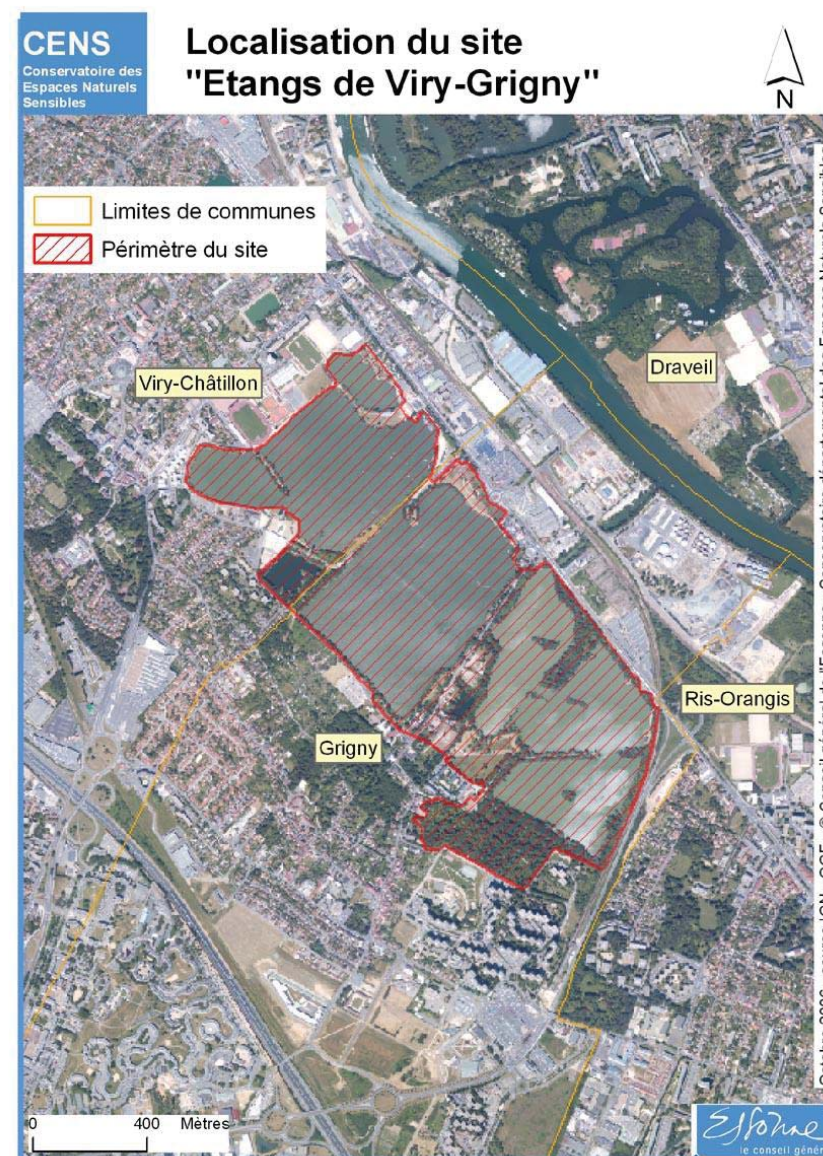 CENS
Conservatoire des
Espaces Naturels
Sensibles
Localisation du site
"Etangs de Viry-Grigny"
N
Limites de communes
Périmètre du site
Viry-Châtillon
Draveil
Ris-Orangis
Grigny
0 400 Mètres
Essonne
le conseil génér